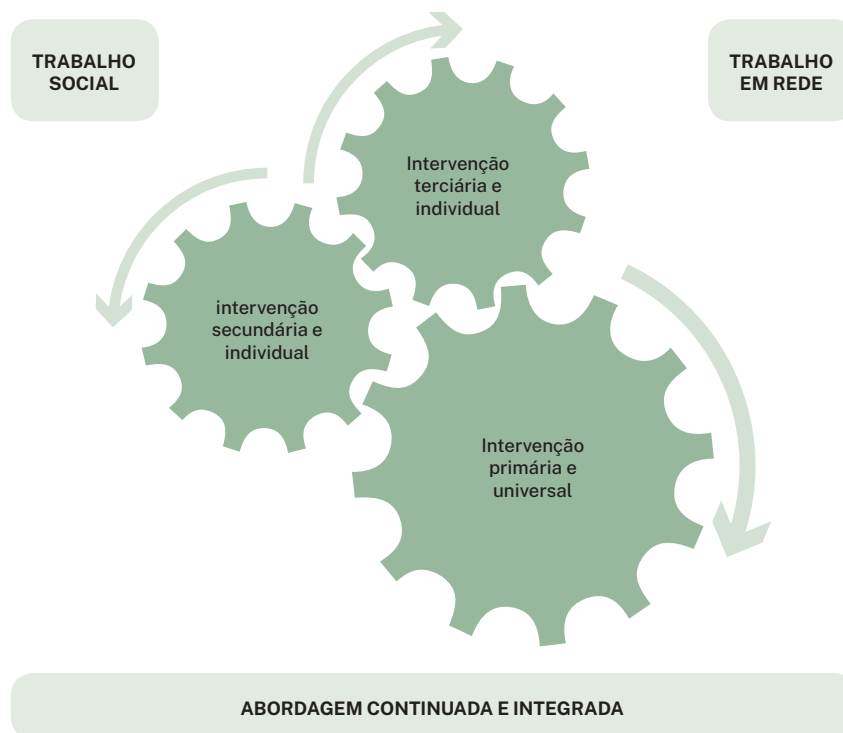 TRABALHO
SOCIAL
TRABALHO
EM REDE
Intervenção
terciária e
individual
intervenção
secundária e
individual
Intervenção
primária e
universal
ABORDAGEM CONTINUADA E INTEGRADA